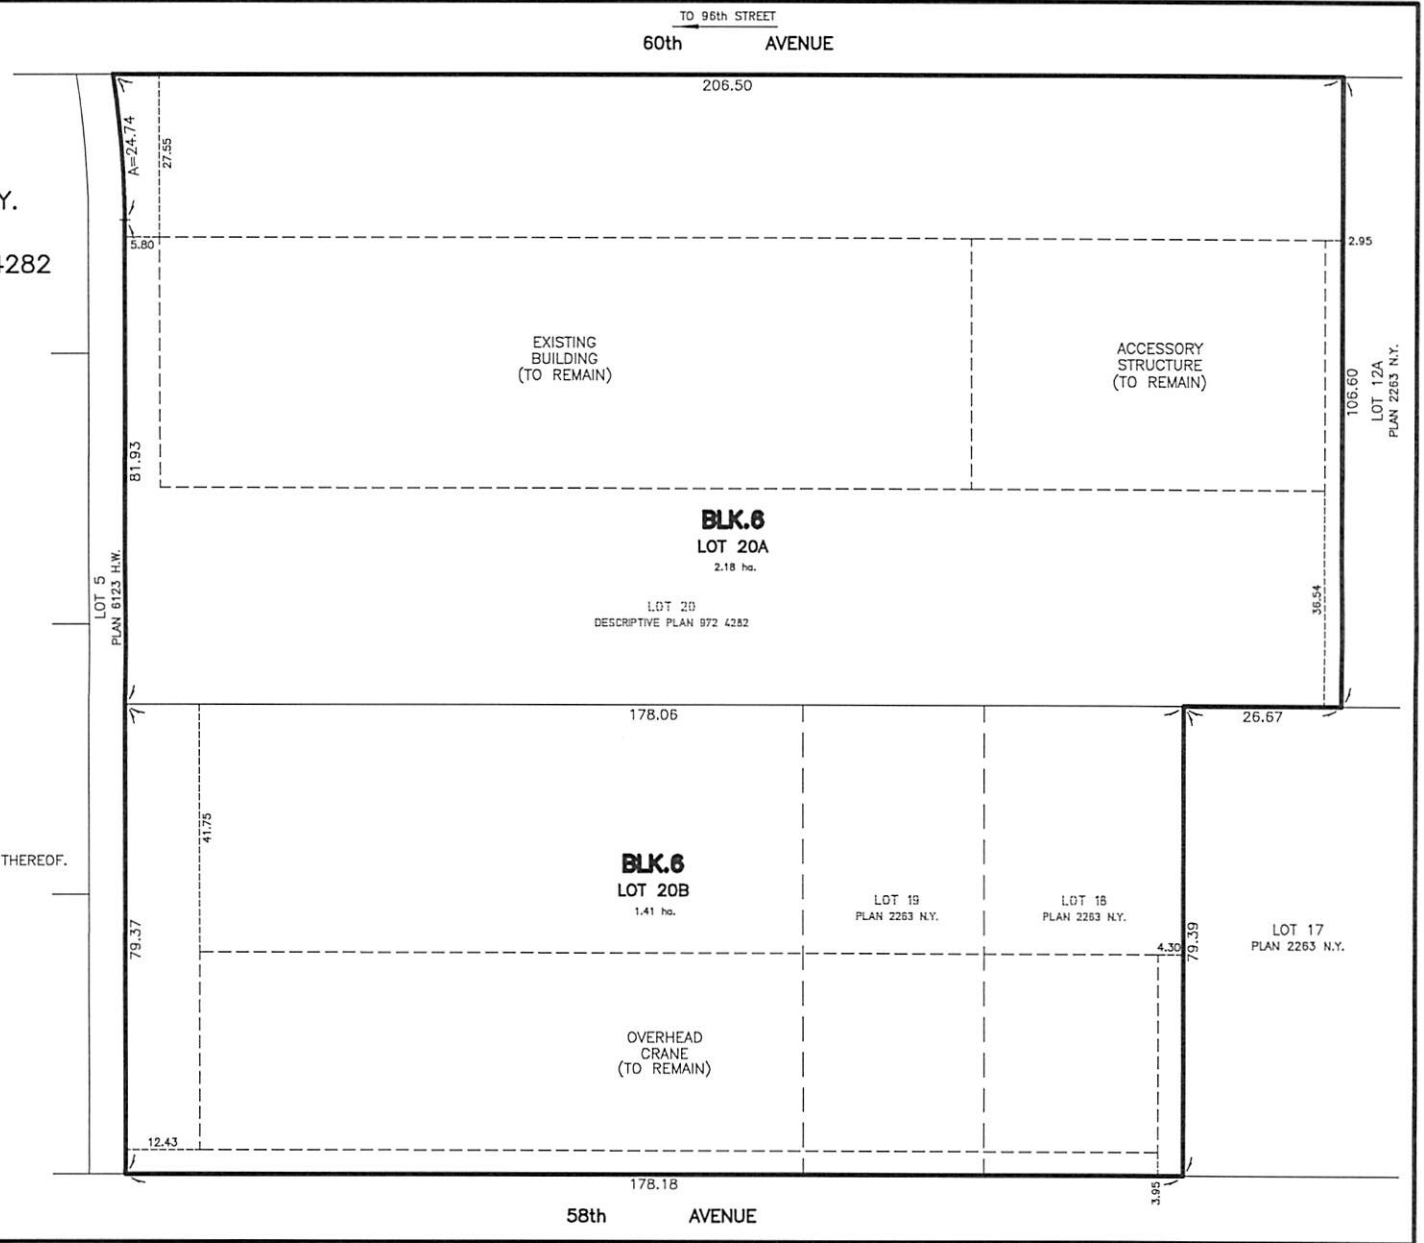 TO 96th STREET
60th AVENUE
206.50
A=24.74
27.55
Y.
4282
5.80
2.95
EXISTING
BUILDING
(TO REMAIN)
ACCESSORY
STRUCTURE
(TO REMAIN)
106.60
LOT 12A
PLAN 2263 N.Y.
81.93
BLK.6
LOT 20A
2.18 ha.
LOT 5
PLAN 6123 H.W.
LOT 20
DESCRIPTIVE PLAN 972 4282
36.54
178.06
26.67
41.75
THEREOF.
BLK.6
LOT 20B
1.41 ha.
LOT 19
PLAN 2263 N.Y.
LOT 18
PLAN 2263 N.Y.
79.37
4.30
79.39
LOT 17
PLAN 2263 N.Y.
OVERHEAD
CRANE
(TO REMAIN)
12.43
178.18
3.95
58th AVENUE